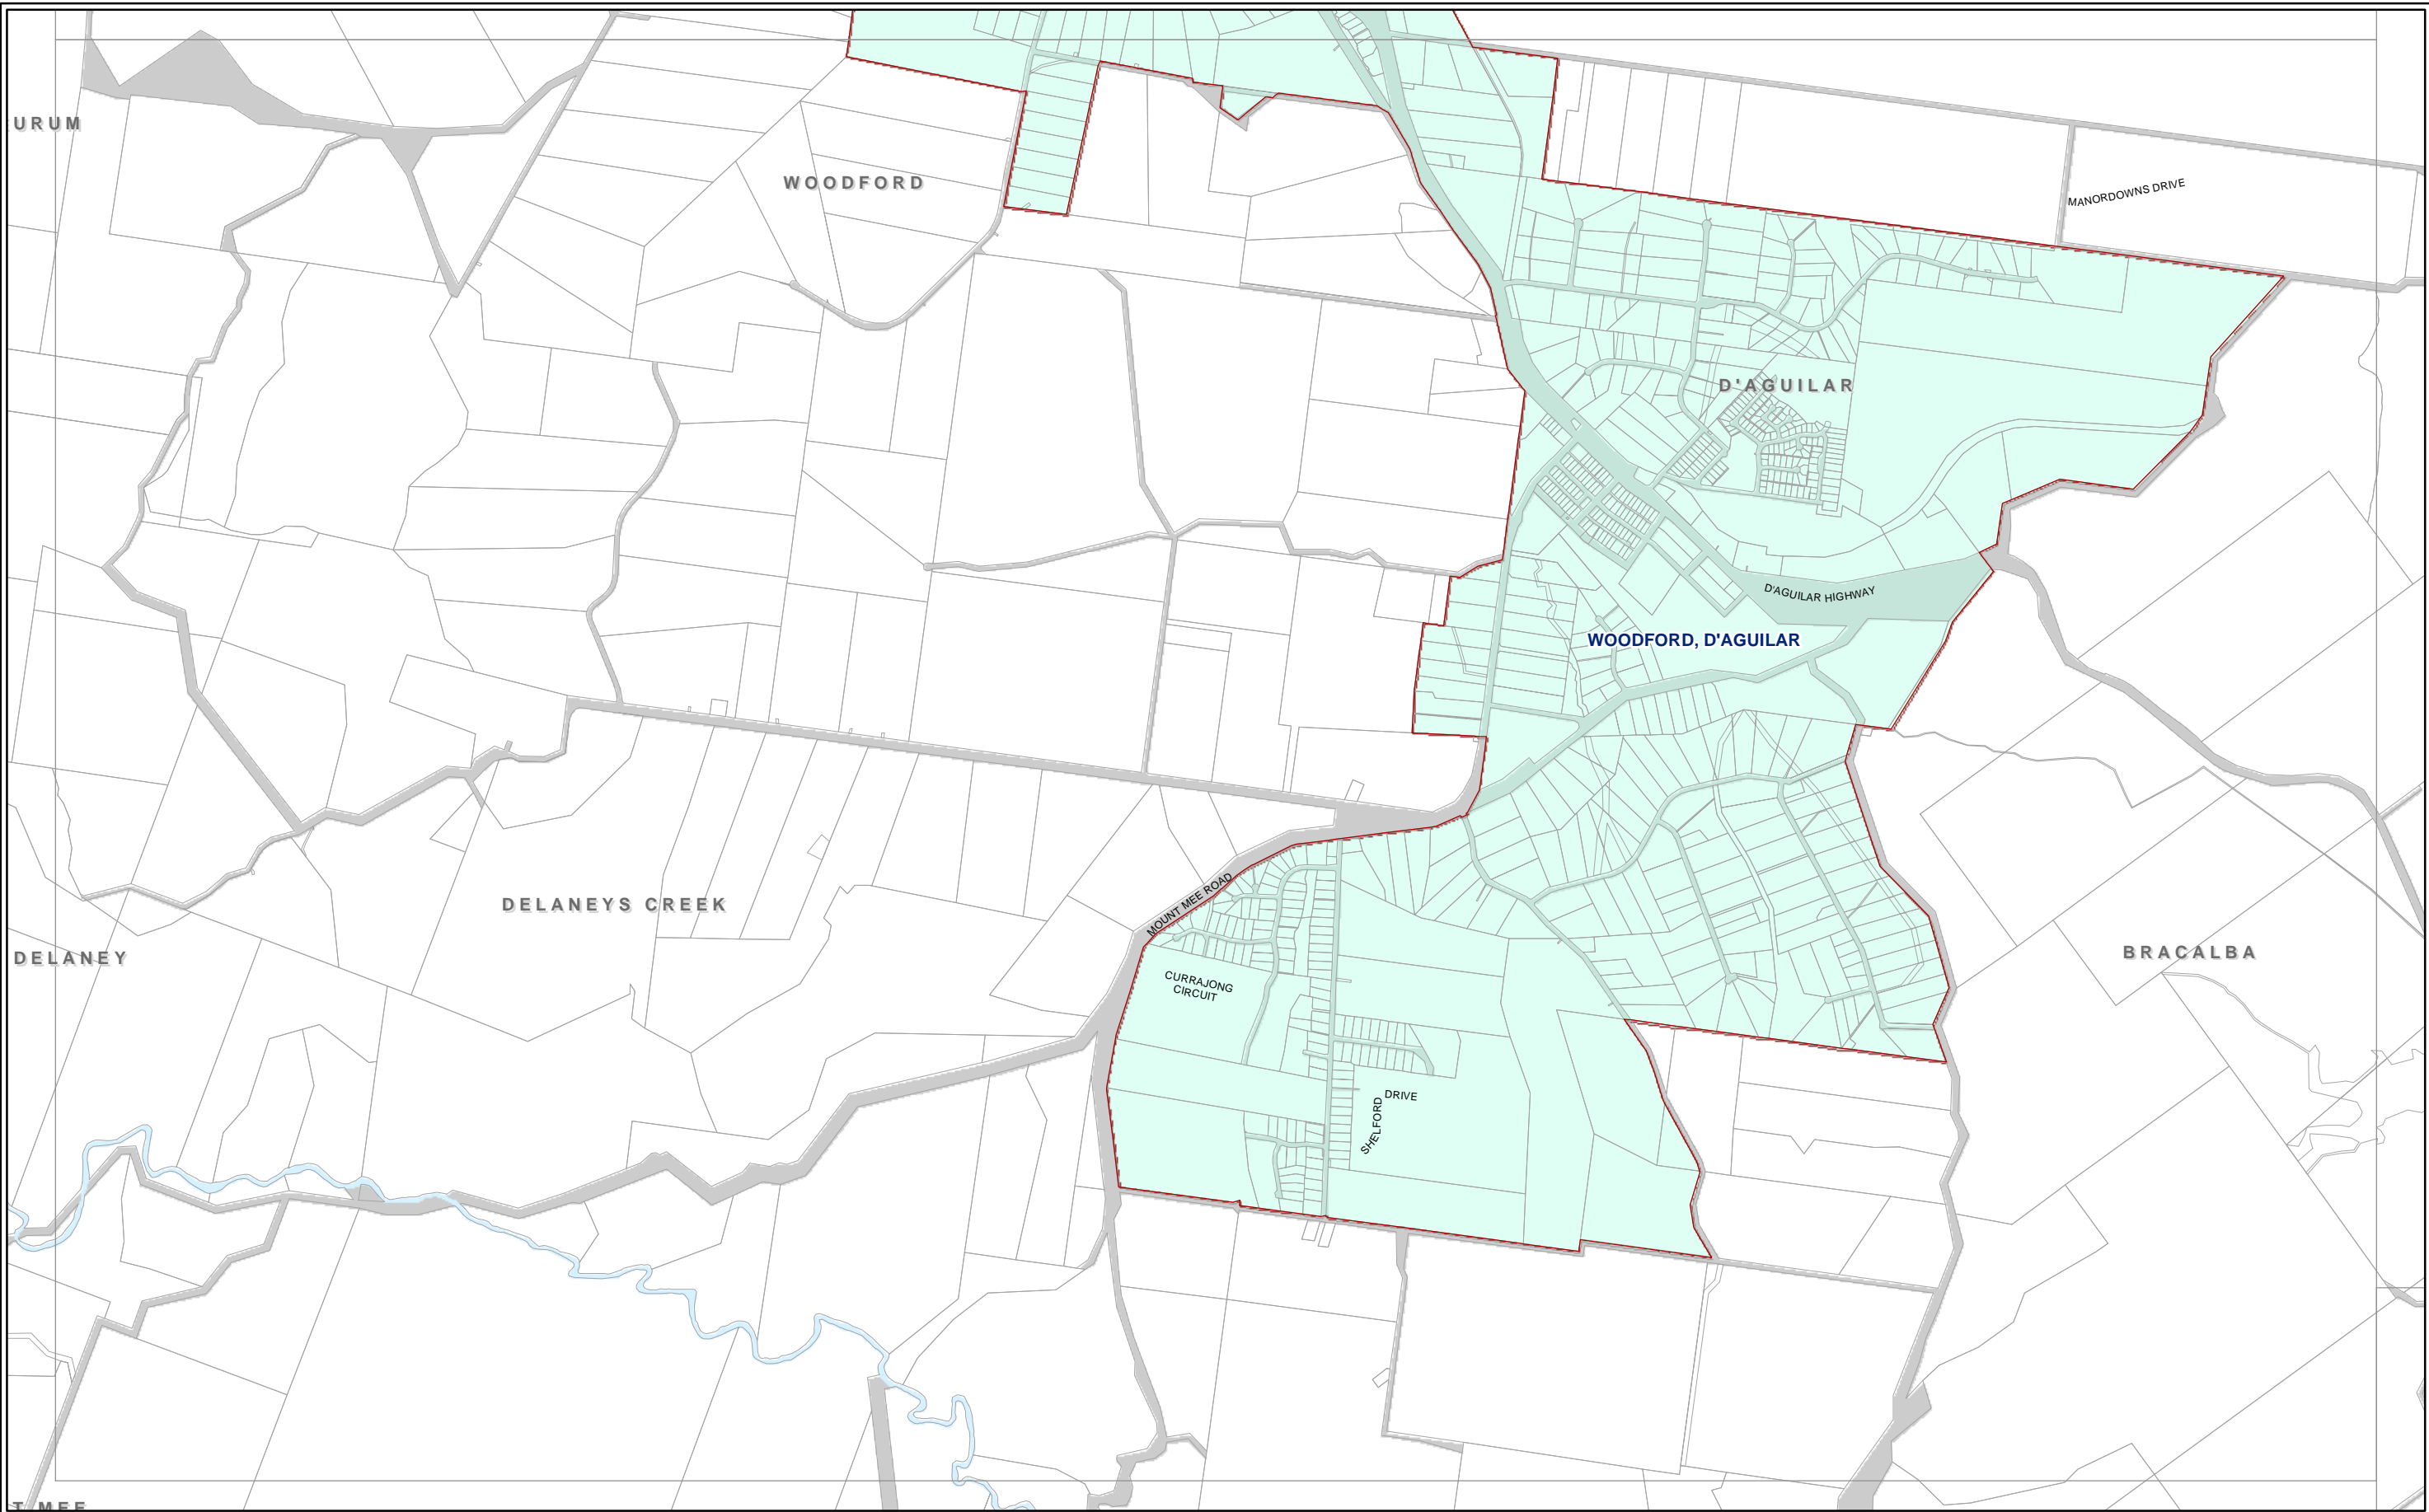 URUM
WOODFORD
MANORDOWNS DRIVE
D'AGUILAR
D'AGUILAR HIGHWAY
WOODFORD, D'AGUILAR
MOUNT MEE ROAD
DELANEYS CREEK
DELANEY
BRACALBA
CURRAJONG
CIRCUIT
SHELFORD DRIVE
T MEE